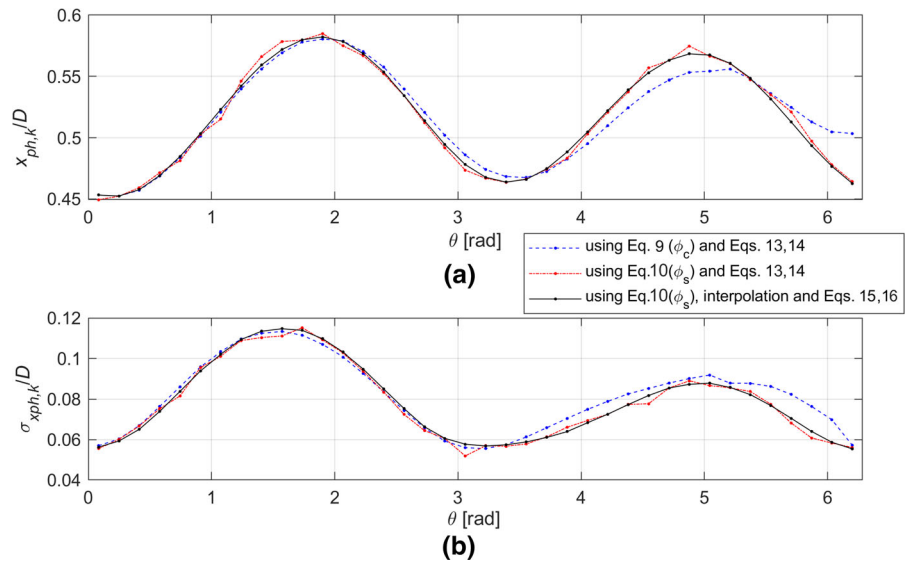 (a)
0.6
0.55
0.5
0.45
x_{ph,k}/D
0 1 2 3 4 5 6
θ [rad]
using Eq. 9 (ϕ_c) and Eqs. 13,14
using Eq.10(ϕ_s) and Eqs. 13,14
using Eq.10(ϕ_s), interpolation and Eqs. 15,16
0.12
0.1
0.08
0.06
0.04
σ_{xph,k}/D
0 1 2 3 4 5 6
θ [rad]
(b)